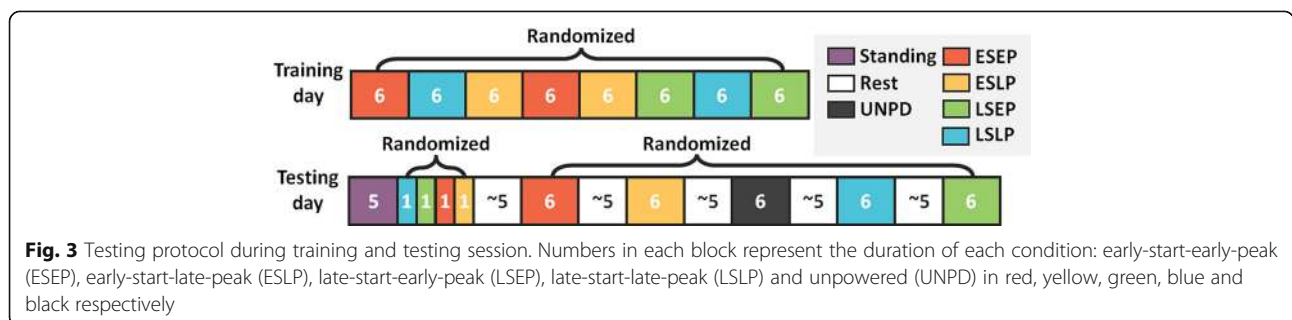 Randomized
Training day
6 6 6 6 6 6 6 6
Standing
Rest
UNPD
ESEP
ESLP
LSEP
LSLP
Randomized
Randomized
Testing day
5 1 1 1 1 ~5 6 ~5 6 ~5 6 ~5 6 ~5 6
Fig. 3 Testing protocol during training and testing session. Numbers in each block represent the duration of each condition: early-start-early-peak
(ESEP), early-start-late-peak (ESLP), late-start-early-peak (LSEP), late-start-late-peak (LSLP) and unpowered (UNPD) in red, yellow, green, blue and
black respectively